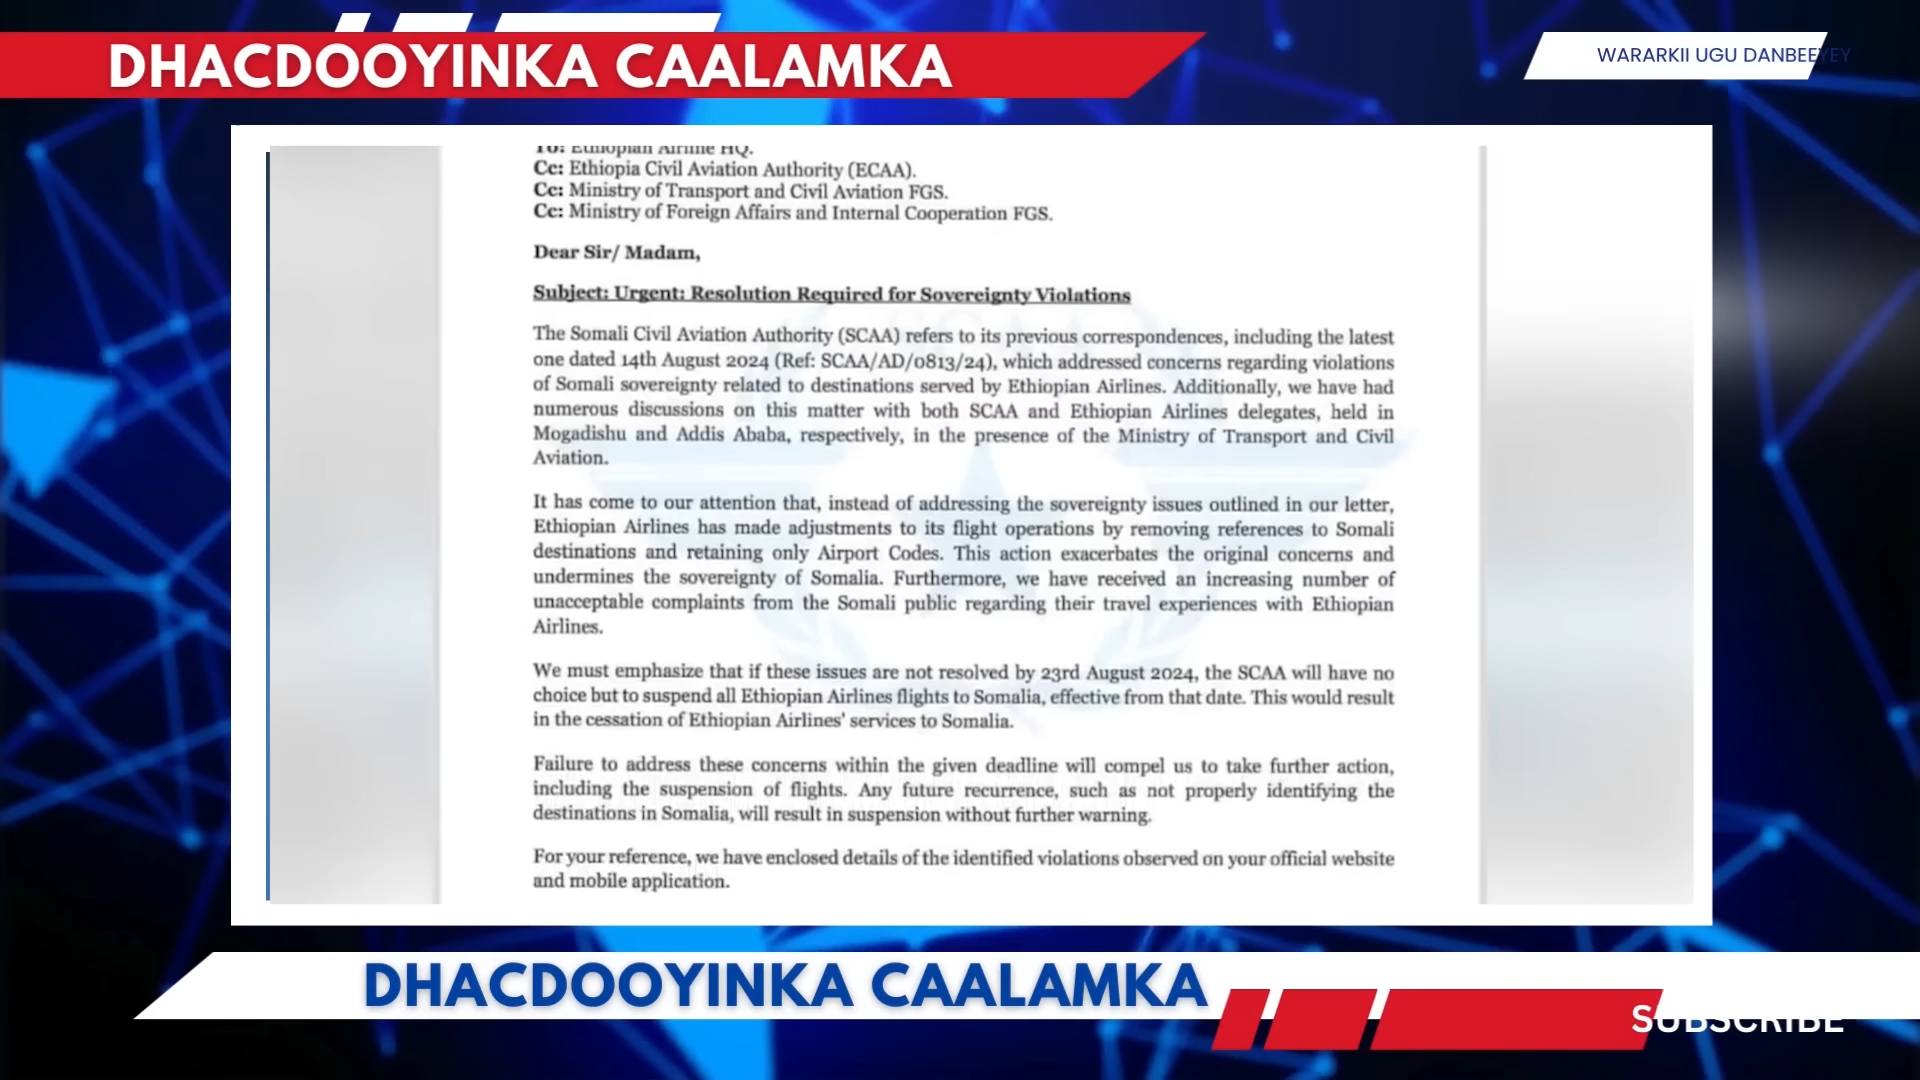 DHACDOOYINKA CAALAMKA
WARARKII UGU DANBEEYEY
To: Ethiopian Airline HQ.
Cc: Ethiopia Civil Aviation Authority (ECAA).
Cc: Ministry of Transport and Civil Aviation FGS.
Cc: Ministry of Foreign Affairs and Internal Cooperation FGS.
Dear Sir/ Madam,
Subject: Urgent: Resolution Required for Sovereignty Violations
The Somali Civil Aviation Authority (SCAA) refers to its previous correspondences, including the latest
one dated 14th August 2024 (Ref: SCAA/AD/0813/24), which addressed concerns regarding violations
of Somali sovereignty related to destinations served by Ethiopian Airlines. Additionally, we have had
numerous discussions on this matter with both SCAA and Ethiopian Airlines delegates, held in
Mogadishu and Addis Ababa, respectively, in the presence of the Ministry of Transport and Civil
Aviation.
It has come to our attention that, instead of addressing the sovereignty issues outlined in our letter,
Ethiopian Airlines has made adjustments to its flight operations by removing references to Somali
destinations and retaining only Airport Codes. This action exacerbates the original concerns and
undermines the sovereignty of Somalia. Furthermore, we have received an increasing number of
unacceptable complaints from the Somali public regarding their travel experiences with Ethiopian
Airlines.
We must emphasize that if these issues are not resolved by 23rd August 2024, the SCAA will have no
choice but to suspend all Ethiopian Airlines flights to Somalia, effective from that date. This would result
in the cessation of Ethiopian Airlines' services to Somalia.
Failure to address these concerns within the given deadline will compel us to take further action,
including the suspension of flights. Any future recurrence, such as not properly identifying the
destinations in Somalia, will result in suspension without further warning.
For your reference, we have enclosed details of the identified violations observed on your official website
and mobile application.
DHACDOOYINKA CAALAMKA
SUBSCRIBE